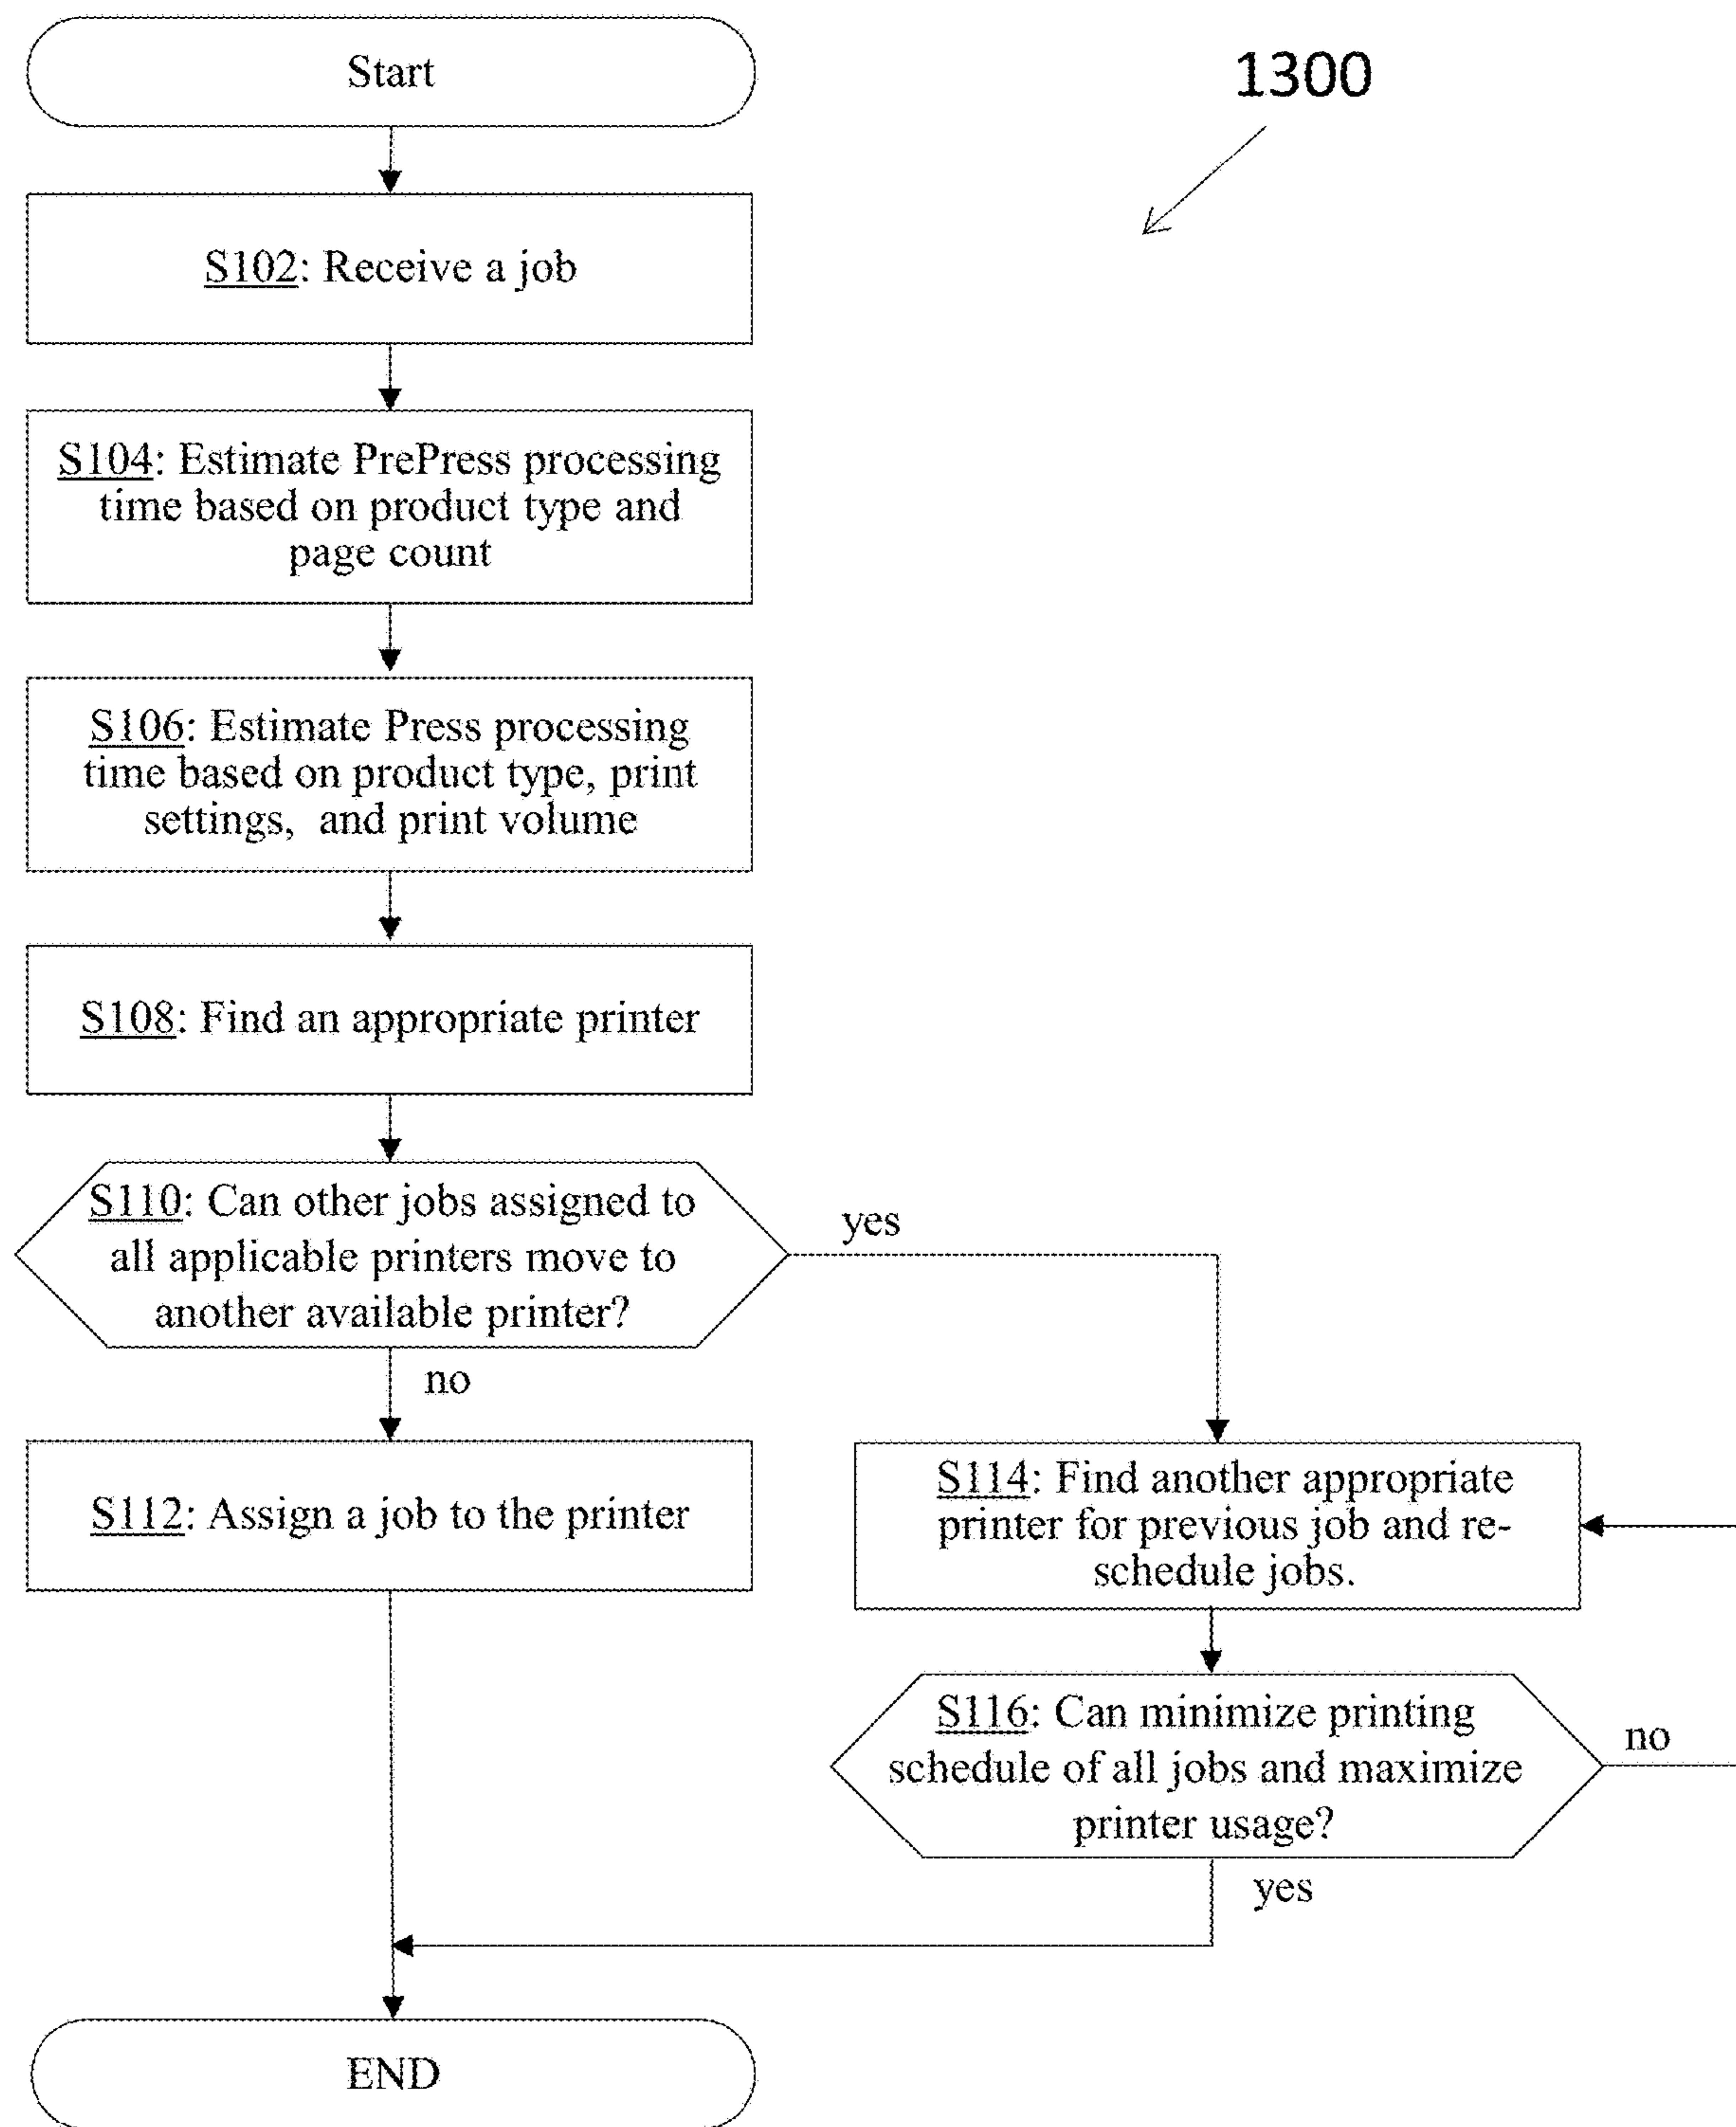 Start
1300
S102: Receive a job
S104: Estimate PrePress processing
time based on product type and
page count
S106: Estimate Press processing
time based on product type, print
settings, and print volume
S108: Find an appropriate printer
S110: Can other jobs assigned to
all applicable printers move to
another available printer?
yes
no
S112: Assign a job to the printer
S114: Find another appropriate
printer for previous job and re-
schedule jobs.
S116: Can minimize printing
schedule of all jobs and maximize
printer usage?
no
yes
END